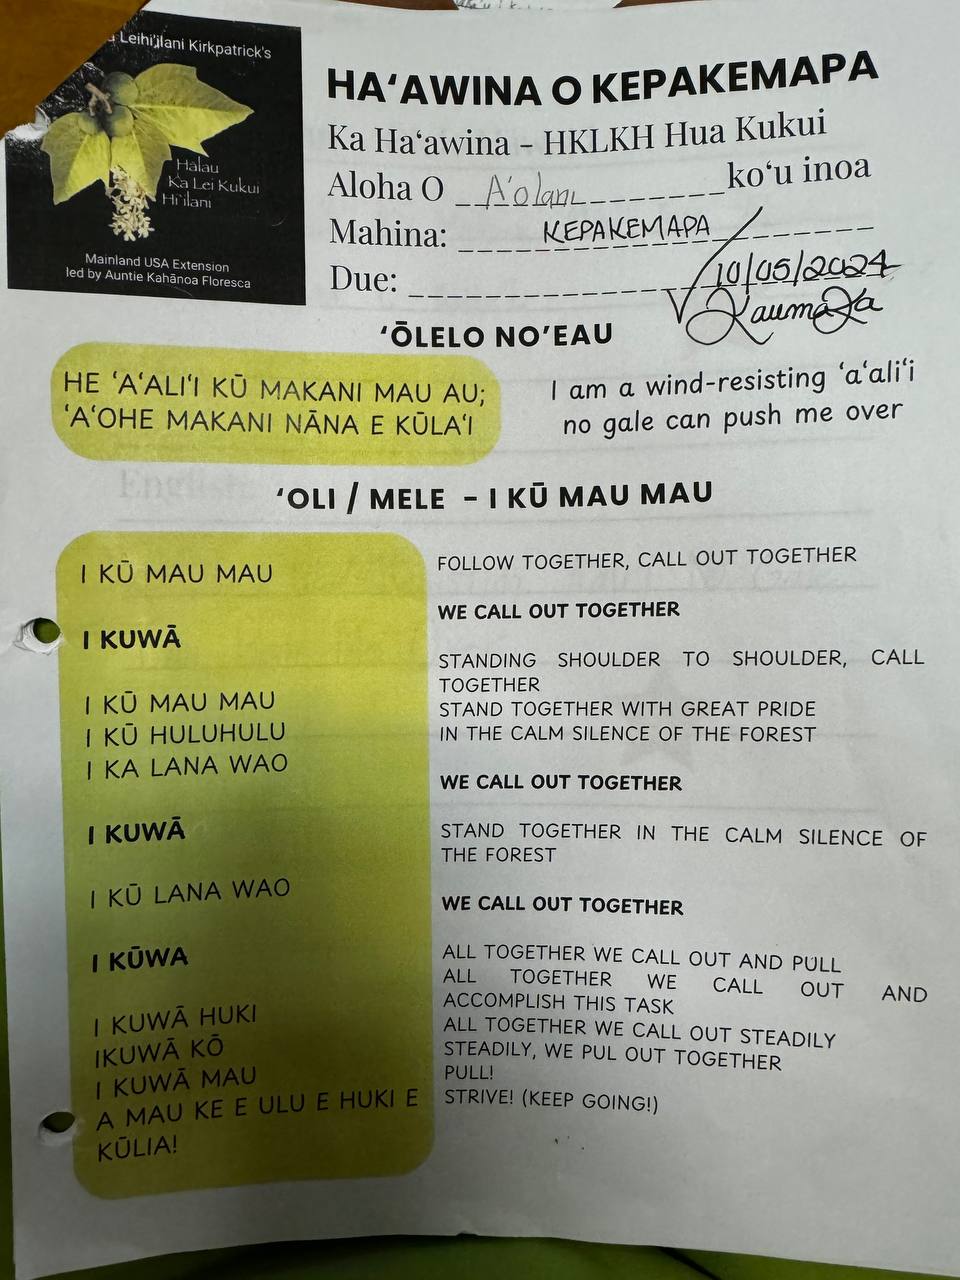 Leihi'ilani Kirkpatrick's
Halau
Ka Lei Kukui
Hi'ilani
Mainland USA Extension
led by Auntie Kahānoa Floresca
HA‘AWINA O KEPAKEMAPA
Ka Ha‘awina - HKLKH Hua Kukui
Aloha O A'olani ko‘u inoa
Mahina: KEPAKEMAPA
Due: 10/05/2024
Kaumaka
‘ŌLELO NO’EAU
HE ‘A‘ALI‘I KŪ MAKANI MAU AU;
‘A‘OHE MAKANI NĀNA E KŪLA‘I
I am a wind-resisting ‘a‘ali‘i
no gale can push me over
‘OLI / MELE - I KŪ MAU MAU
I KŪ MAU MAU
I KUWĀ
I KŪ MAU MAU
I KŪ HULUHULU
I KA LANA WAO
I KUWĀ
I KŪ LANA WAO
I KŪWA
I KUWĀ HUKI
IKUWĀ KŌ
I KUWĀ MAU
A MAU KE E ULU E HUKI E
KŪLIA!
FOLLOW TOGETHER, CALL OUT TOGETHER
WE CALL OUT TOGETHER
STANDING SHOULDER TO SHOULDER, CALL
TOGETHER
STAND TOGETHER WITH GREAT PRIDE
IN THE CALM SILENCE OF THE FOREST
WE CALL OUT TOGETHER
STAND TOGETHER IN THE CALM SILENCE OF
THE FOREST
WE CALL OUT TOGETHER
ALL TOGETHER WE CALL OUT AND PULL
ALL TOGETHER WE CALL OUT AND
ACCOMPLISH THIS TASK
ALL TOGETHER WE CALL OUT STEADILY
STEADILY, WE PUL OUT TOGETHER
PULL!
STRIVE! (KEEP GOING!)